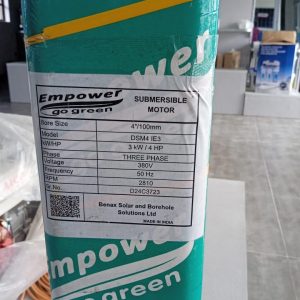 Empower
Empower
go green
SUBMERSIBLE
MOTOR
Bore Size 4"/100mm
Model DSM4 IE3
kW/HP 3 kW / 4 HP
Phase THREE PHASE
Voltage 380V
Frequency 50 Hz
RPM 2810
Sr. No. D24C3723
Benax Solar and Borehole
Solutions Ltd
MADE IN INDIA
Empower
go green